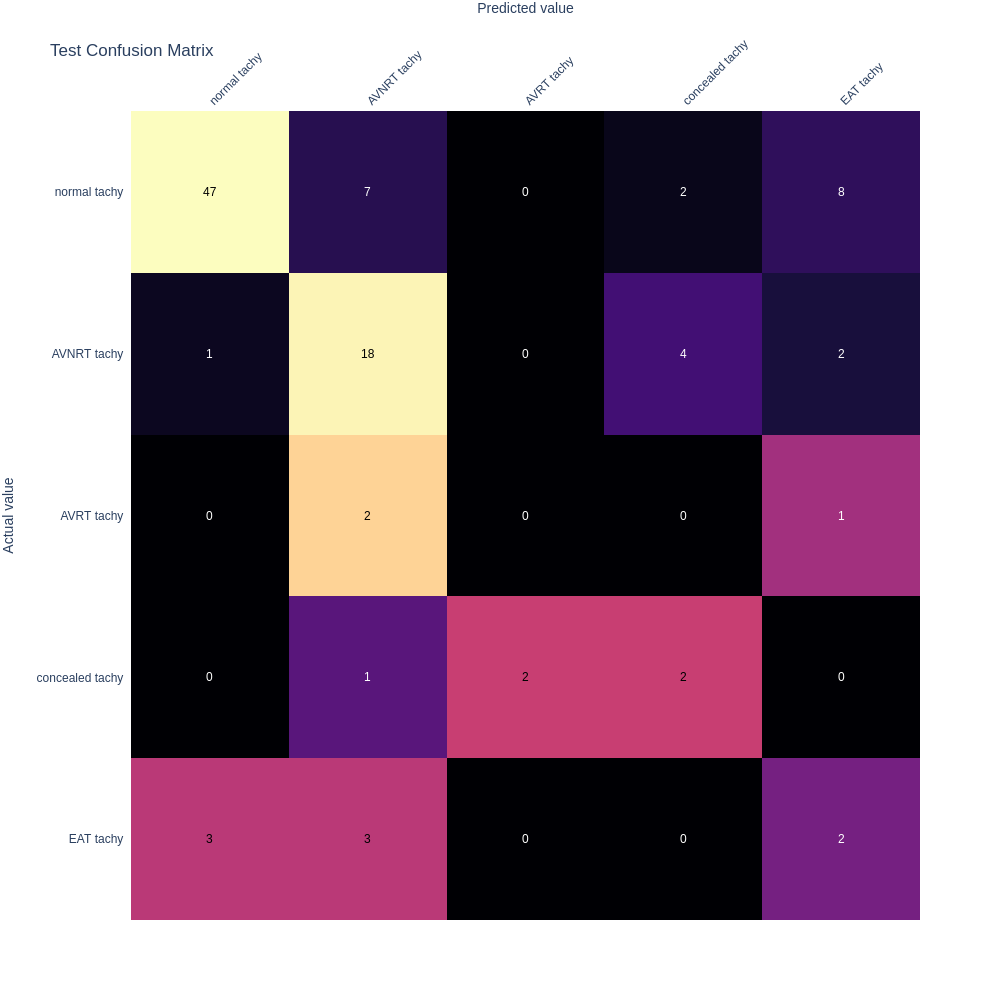 Predicted value
Test Confusion Matrix
normal tachy
AVNRT tachy
AVRT tachy
concealed tachy
EAT tachy
normal tachy 47 7 0 2 8
AVNRT tachy 1 18 0 4 2
AVRT tachy 0 2 0 0 1
concealed tachy 0 1 2 2 0
EAT tachy 3 3 0 0 2
Actual value